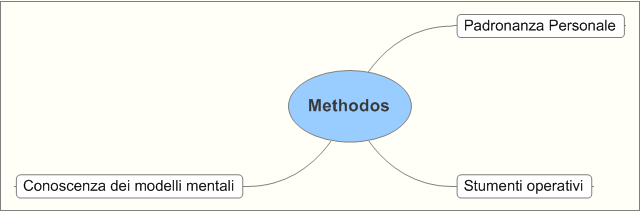 Padronanza Personale
Methodos
Conoscenza dei modelli mentali
Stumenti operativi